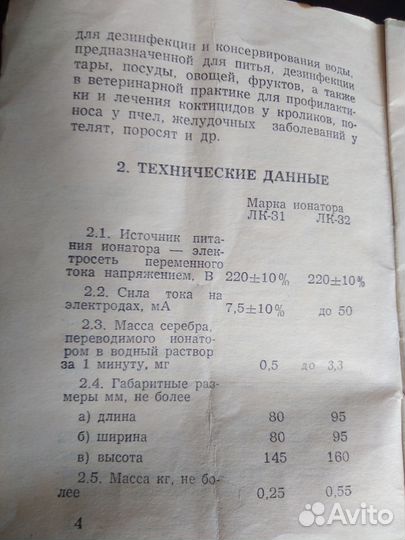 для дезинфекции и консервирования воды,
предназначенной для питья, дезинфекции
тары, посуды, овощей, фруктов, а также
в ветеринарной практике для профилакти-
ки и лечения коктицидов у кроликов, по-
носа у пчел, желудочных заболеваний у
телят, поросят и др.
2. ТЕХНИЧЕСКИЕ ДАННЫЕ
Марка ионатора
ЛК-31 ЛК-32
2.1. Источник пита-
ния ионатора — элек-
тросеть переменного
тока напряжением, В 220±10% 220±10%
2.2. Сила тока на
электродах, мА 7,5±10% до 50
2.3. Масса серебра,
переводимого ионато-
ром в водный раствор
за 1 минуту, мг 0,5 до 3,3
2.4. Габаритные раз-
меры мм, не более
а) длина 80 95
б) ширина 80 95
в) высота 145 160
2.5. Масса кг, не бо-
лее 0,25 0,55
4
Avito